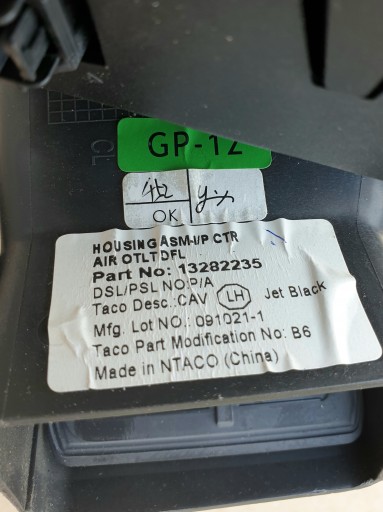 CL
GP-12
OK
HOUSING ASM-I/P CTR
AIR OTLT DFL
Part No: 13282235
DSL/PSL NO:P/A
Taco Desc.:CAV LH Jet Black
Mfg. Lot NO.: 091021-1
Taco Part Modification No: B6
Made in NTACO (China)